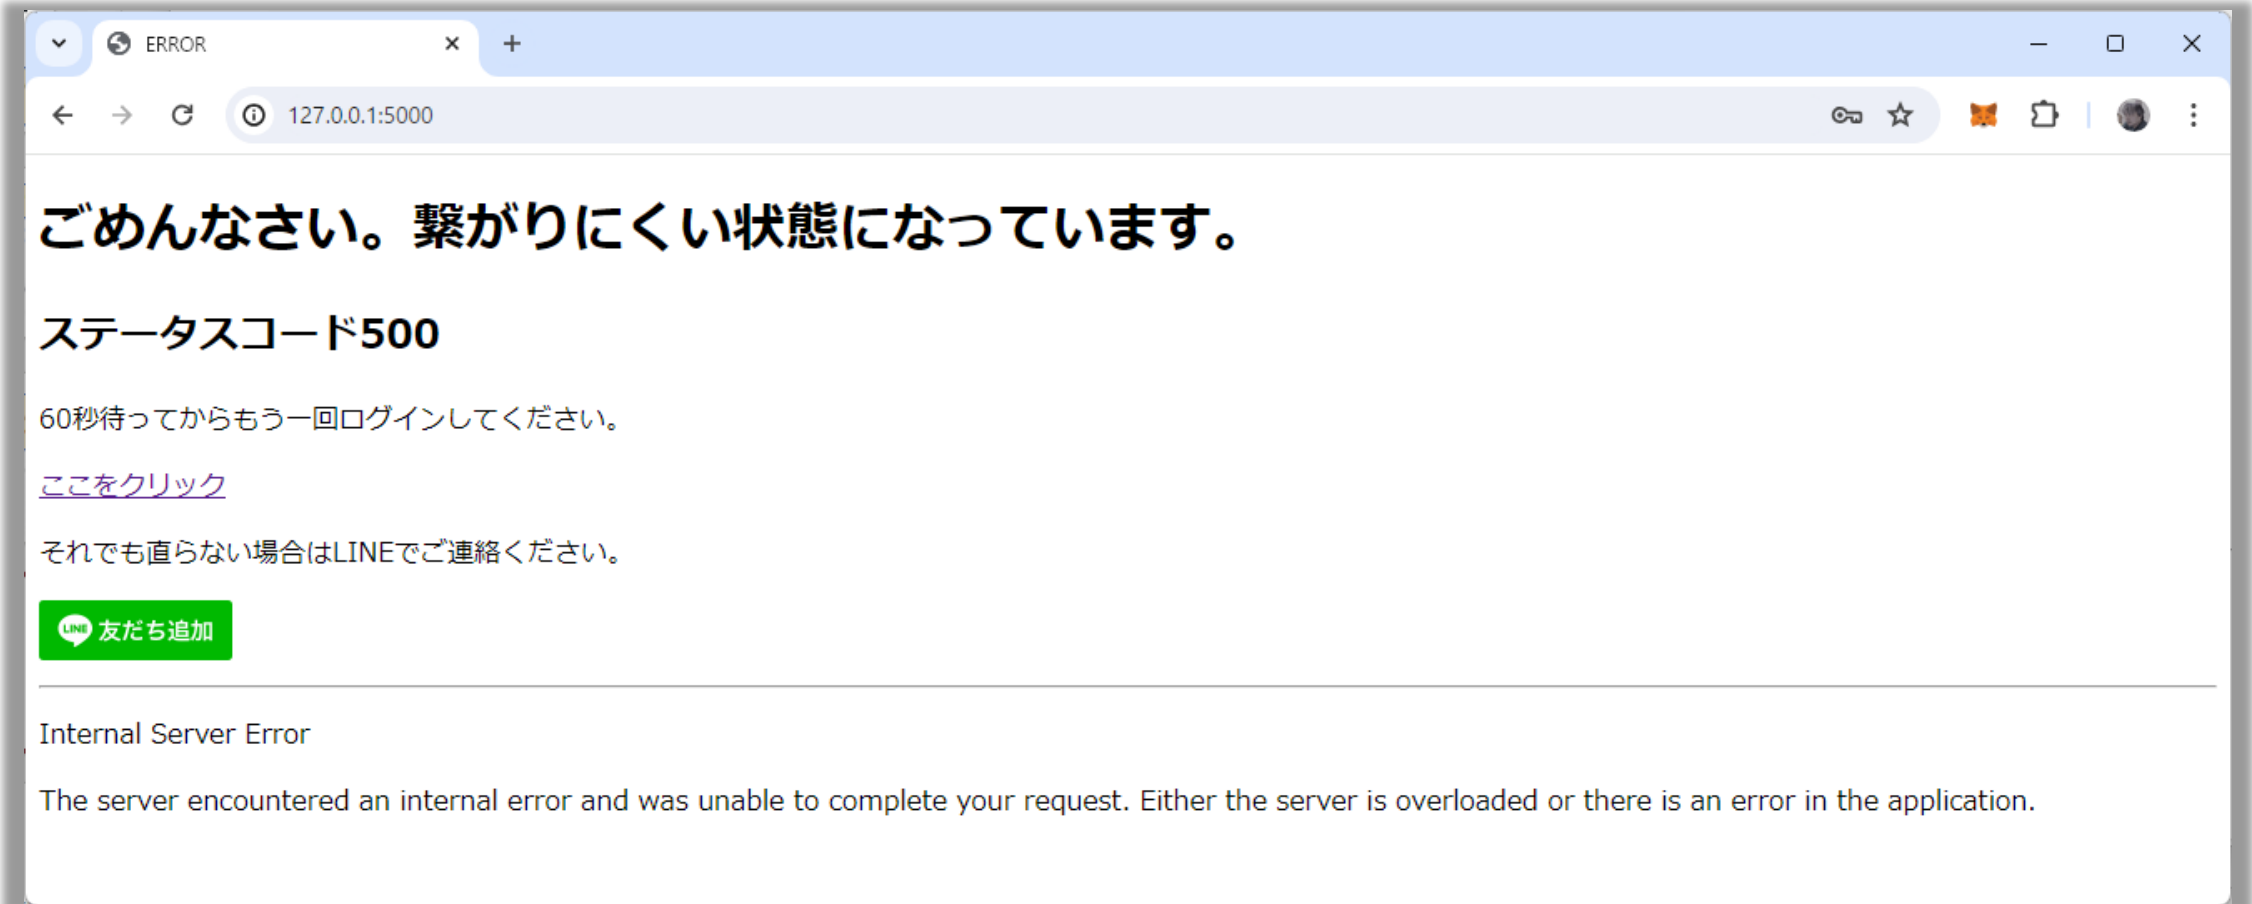 ERROR
127.0.0.1:5000
ごめんなさい。繋がりにくい状態になっています。
ステータスコード500
60秒待ってからもう一回ログインしてください。
ここをクリック
それでも直らない場合はLINEでご連絡ください。
LINE 友だち追加
Internal Server Error
The server encountered an internal error and was unable to complete your request. Either the server is overloaded or there is an error in the application.